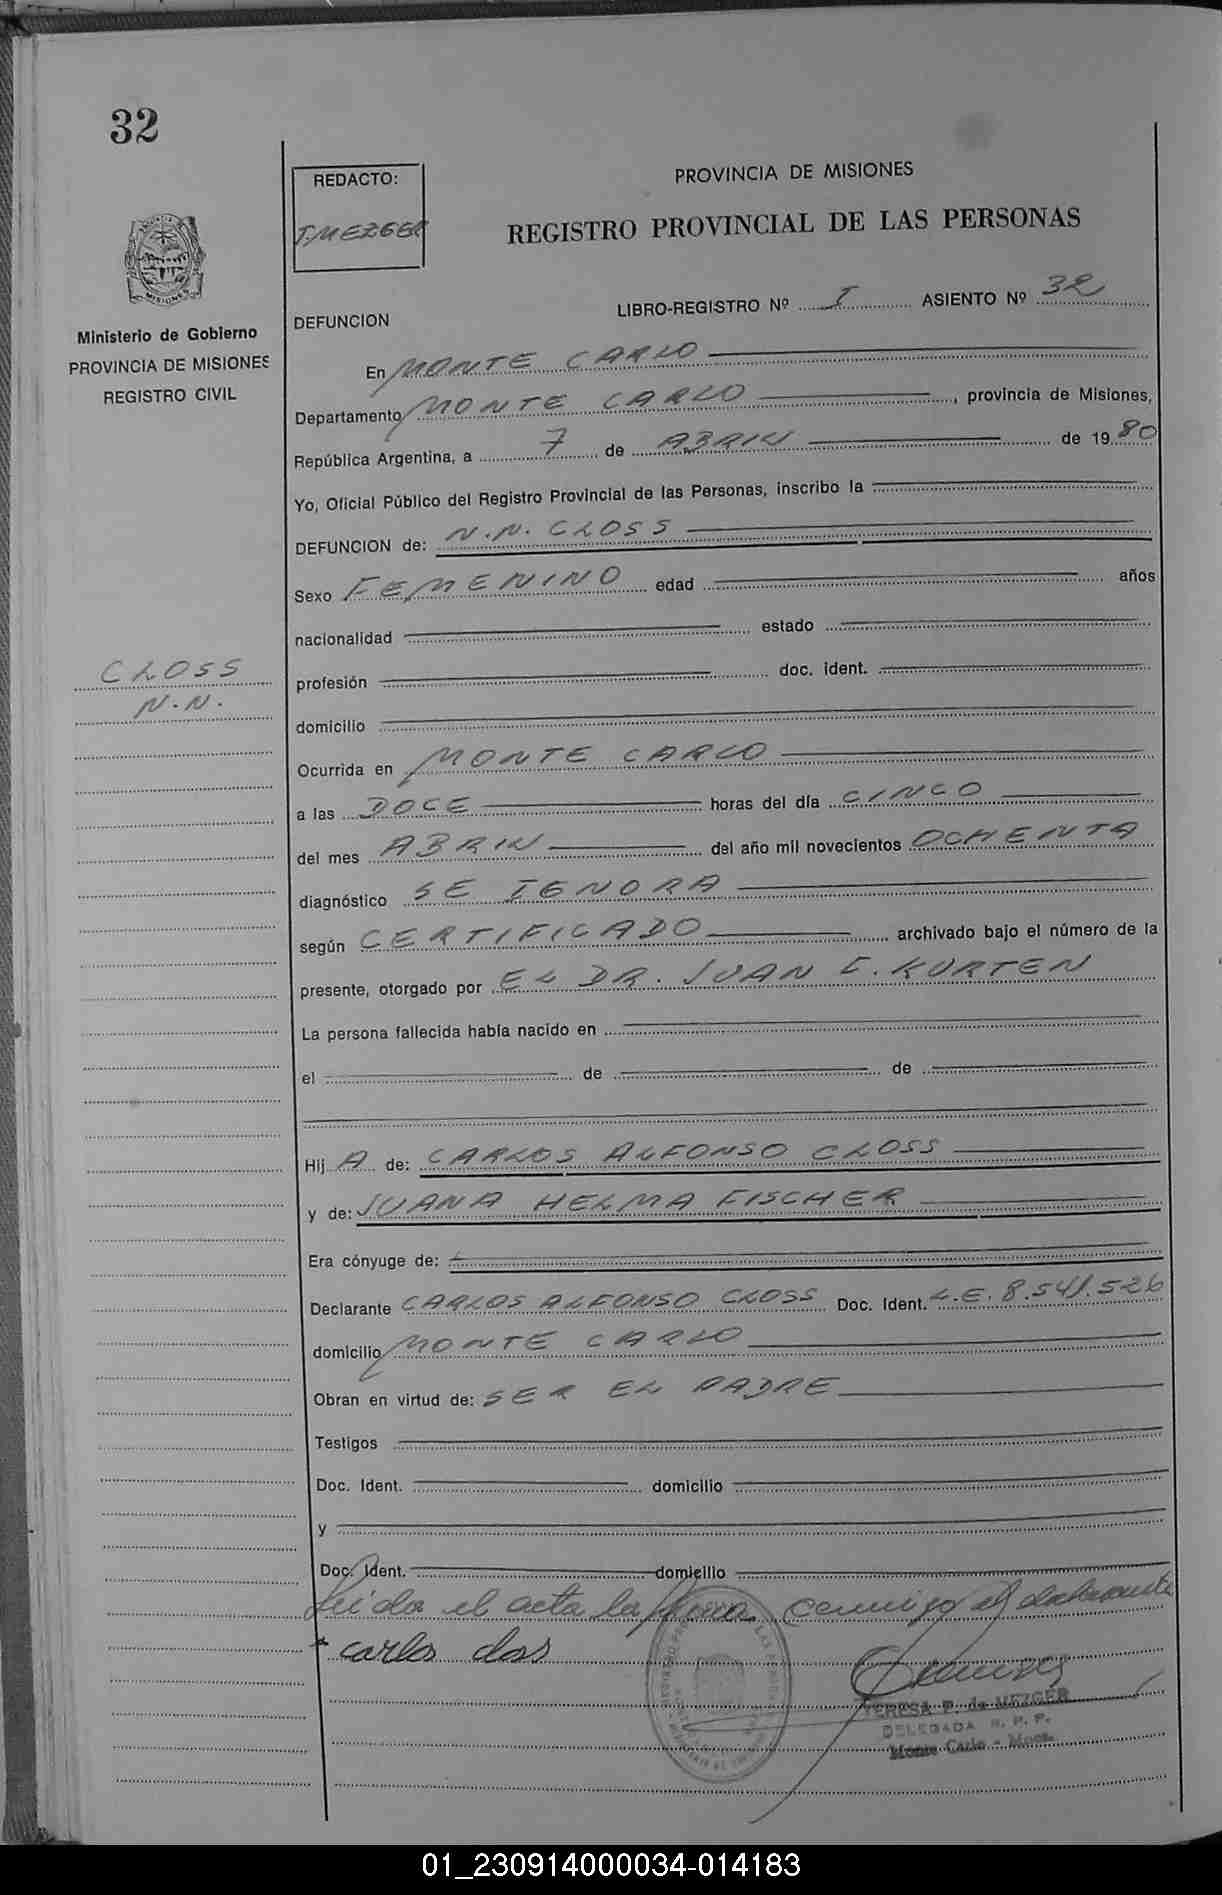 32
REDACTO:
T. MEZGER
PROVINCIA DE MISIONES
REGISTRO PROVINCIAL DE LAS PERSONAS
MISIONES
Ministerio de Gobierno
PROVINCIA DE MISIONES
REGISTRO CIVIL
DEFUNCION
LIBRO-REGISTRO Nº I ASIENTO Nº 32
En MONTE CARLO
Departamento MONTE CARLO, provincia de Misiones,
República Argentina, a 7 de ABRIL de 1980
Yo, Oficial Público del Registro Provincial de las Personas, inscribo la
DEFUNCION de: N.N. CLOSS
Sexo FEMENINO edad años
nacionalidad estado
CLOSS
N.N.
profesión doc. ident.
domicilio
Ocurrida en MONTE CARLO
a las DOCE horas del día CINCO
del mes ABRIL del año mil novecientos OCHENTA
diagnóstico SE IGNORA
según CERTIFICADO archivado bajo el número de la
presente, otorgado por EL DR. JUAN C. KURTEN
La persona fallecida había nacido en
el de de
Hij A de: CARLOS ALFONSO CLOSS
y de: JUANA HELMA FISCHER
Era cónyuge de:
Declarante CARLOS ALFONSO CLOSS Doc. Ident. L.E. 8.541.526
domicilio MONTE CARLO
Obran en virtud de: SER EL PADRE
Testigos
Doc. Ident. domicilio
y
Doc. Ident. domicilio
Leida el acta la firma conmigo el declarante
carlos clos
TERESA P. de MEZGER
DELEGADA R. P. P.
Monte Carlo - Mnes.
01_230914000034-014183